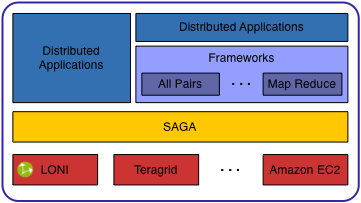 Distributed
Applications
Distributed Applications
Frameworks
All Pairs
. . .
Map Reduce
SAGA
LONI
Teragrid
. . .
Amazon EC2